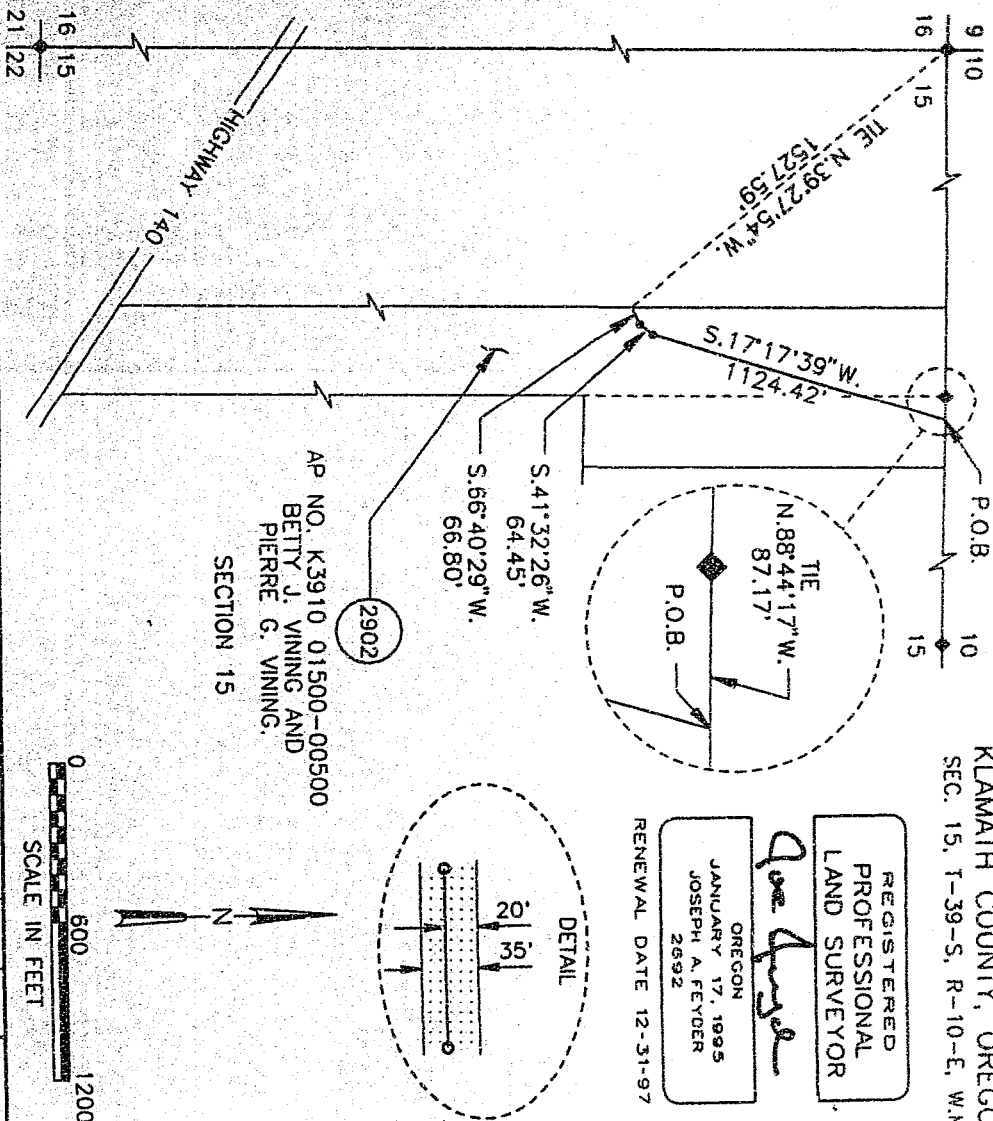 KLAMATH COUNTY, OREGO
SEC. 15, T-39-S, R-10-E, W.M
9 10
16 15
10
15
16 15
21 22
P.O.B.
TIE N.39°27'54"W.
1527.59'
S.17°17'39"W.
1124.42'
HIGHWAY 140
S.41°32'26"W.
64.45'
S.66°40'29"W.
66.80'
TIE
N.88°44'17"W.
87.17'
P.O.B.
2902
AP NO. K3910 01500-00500
BETTY J. VINING AND
PIERRE G. VINING.
SECTION 15
REGISTERED
PROFESSIONAL
LAND SURVEYOR
OREGON
JANUARY 17, 1995
JOSEPH A. FEYDER
2692
RENEWAL DATE 12-31-97
DETAIL
20'
35'
N
0 600 1200
SCALE IN FEET